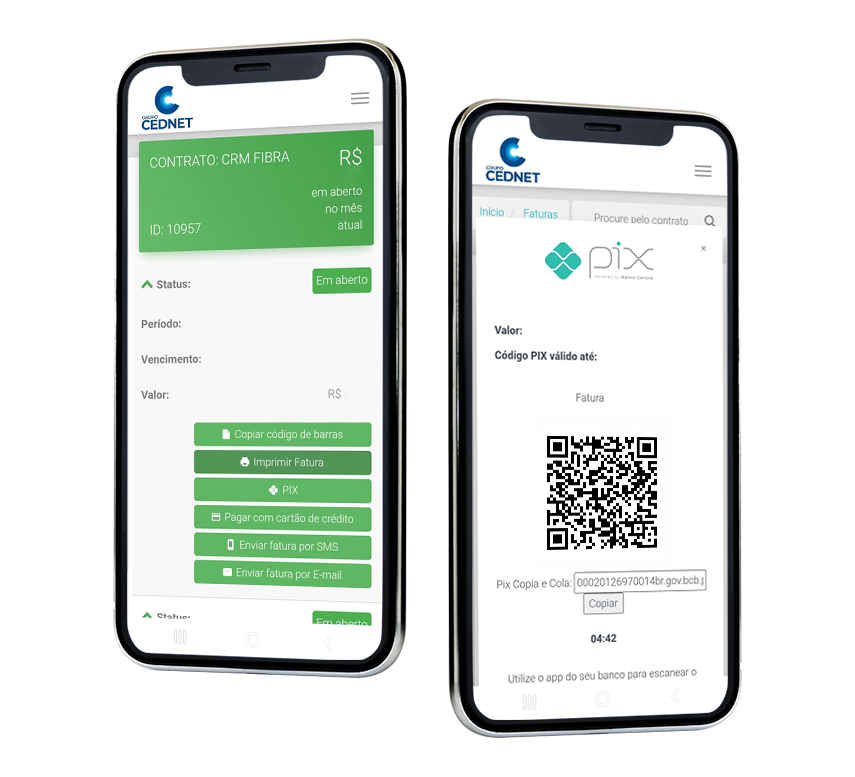 GRUPO
CEDNET
CONTRATO: CRM FIBRA
R$
em aberto
no mês
atual
ID: 10957
Status:
Em aberto
Período:
Vencimento:
Valor:
R$
Copiar código de barras
Imprimir Fatura
PIX
Pagar com cartão de crédito
Enviar fatura por SMS
Enviar fatura por E-mail
Status:
Em aberto
GRUPO
CEDNET
Início / Faturas
Procure pelo contrato
×
pix
powered by Banco Central
Valor:
Código PIX válido até:
Fatura
Pix Copia e Cola: 00020126970014br.gov.bcb.p
Copiar
04:42
Utilize o app do seu banco para escanear o